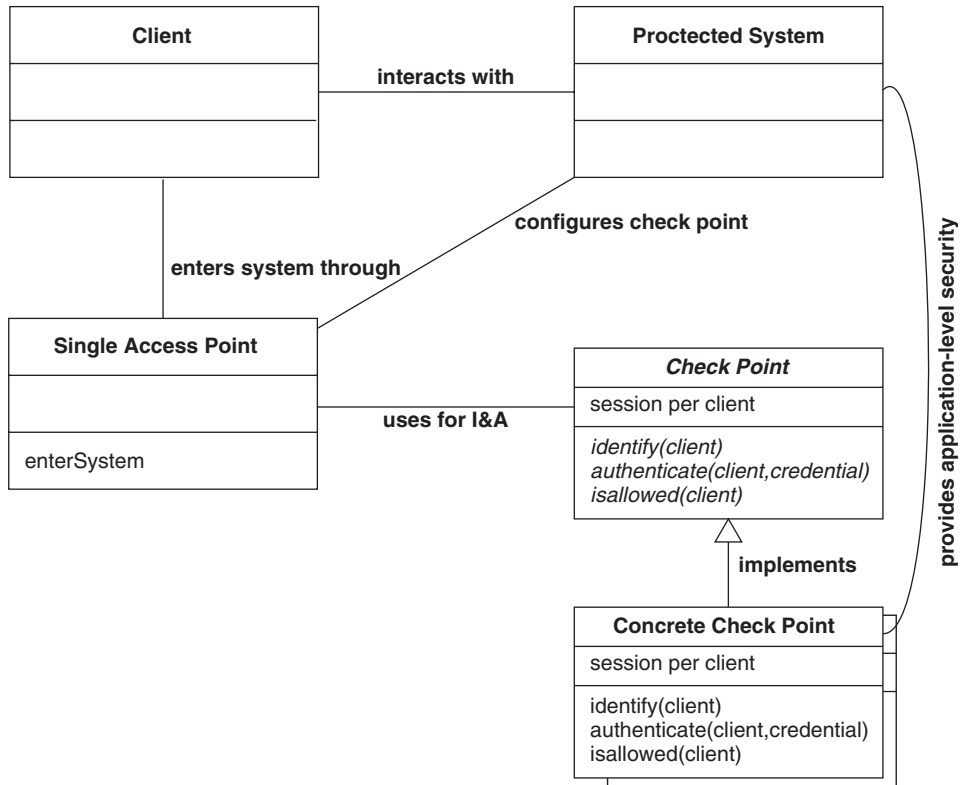 Client
Proctected System
interacts with
configures check point
enters system through
provides application-level security
Single Access Point
enterSystem
uses for I&A
Check Point
session per client
identify(client)
authenticate(client,credential)
isallowed(client)
implements
Concrete Check Point
session per client
identify(client)
authenticate(client,credential)
isallowed(client)